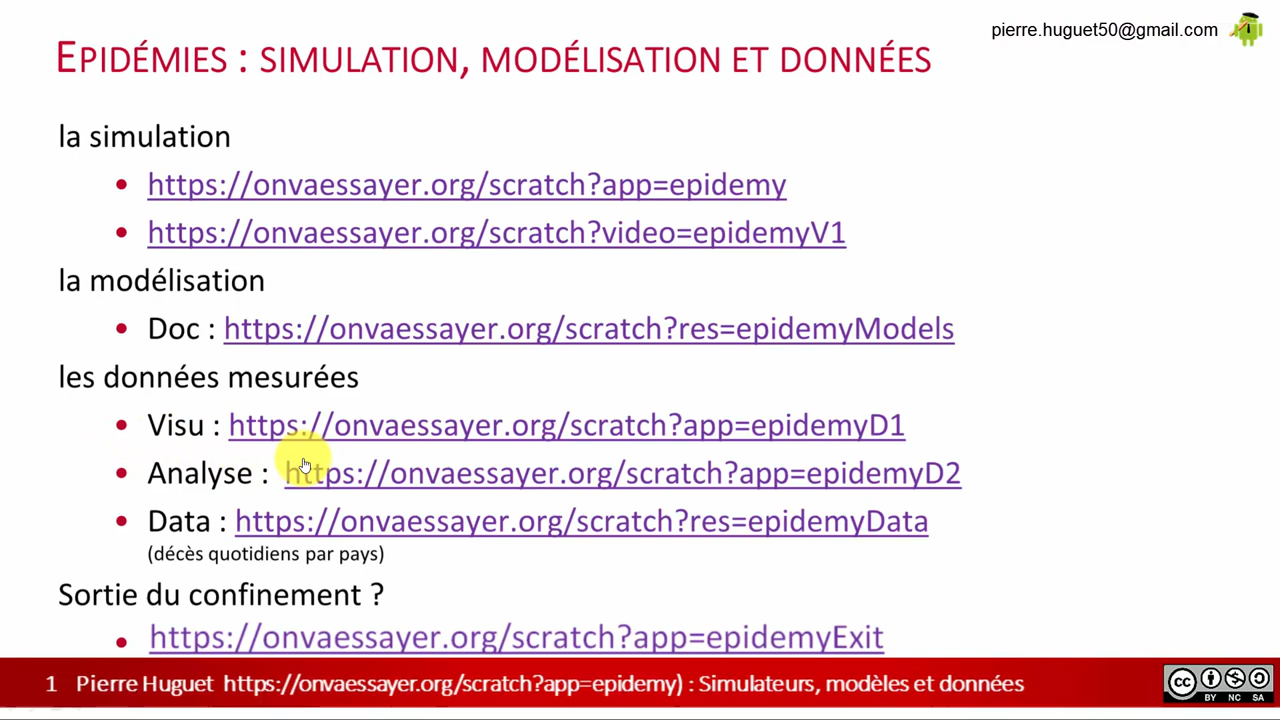 pierre.huguet50@gmail.com
EPIDÉMIES : SIMULATION, MODÉLISATION ET DONNÉES
la simulation
• https://onvaessayer.org/scratch?app=epidemy
• https://onvaessayer.org/scratch?video=epidemyV1
la modélisation
• Doc : https://onvaessayer.org/scratch?res=epidemyModels
les données mesurées
• Visu : https://onvaessayer.org/scratch?app=epidemyD1
• Analyse : https://onvaessayer.org/scratch?app=epidemyD2
• Data : https://onvaessayer.org/scratch?res=epidemyData
(décès quotidiens par pays)
Sortie du confinement ?
• https://onvaessayer.org/scratch?app=epidemyExit
1 Pierre Huguet https://onvaessayer.org/scratch?app=epidemy) : Simulateurs, modèles et données
cc BY NC SA